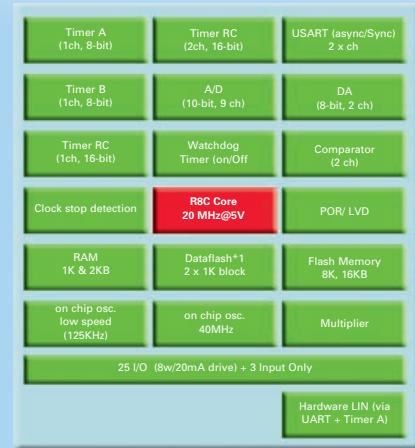 Timer A
(1ch, 8-bit)
Timer RC
(2ch, 16-bit)
USART (async/Sync)
2 x ch
Timer B
(1ch, 8-bit)
A/D
(10-bit, 9 ch)
DA
(8-bit, 2 ch)
Timer RC
(1ch, 16-bit)
Watchdog
Timer (on/Off
Comparator
(2 ch)
Clock stop detection
R8C Core
20 MHz@5V
POR/ LVD
RAM
1K & 2KB
Dataflash*1
2 x 1K block
Flash Memory
8K, 16KB
on chip osc.
low speed
(125KHz)
on chip osc.
40MHz
Multiplier
25 I/O (8w/20mA drive) + 3 Input Only
Hardware LIN (via
UART + Timer A)